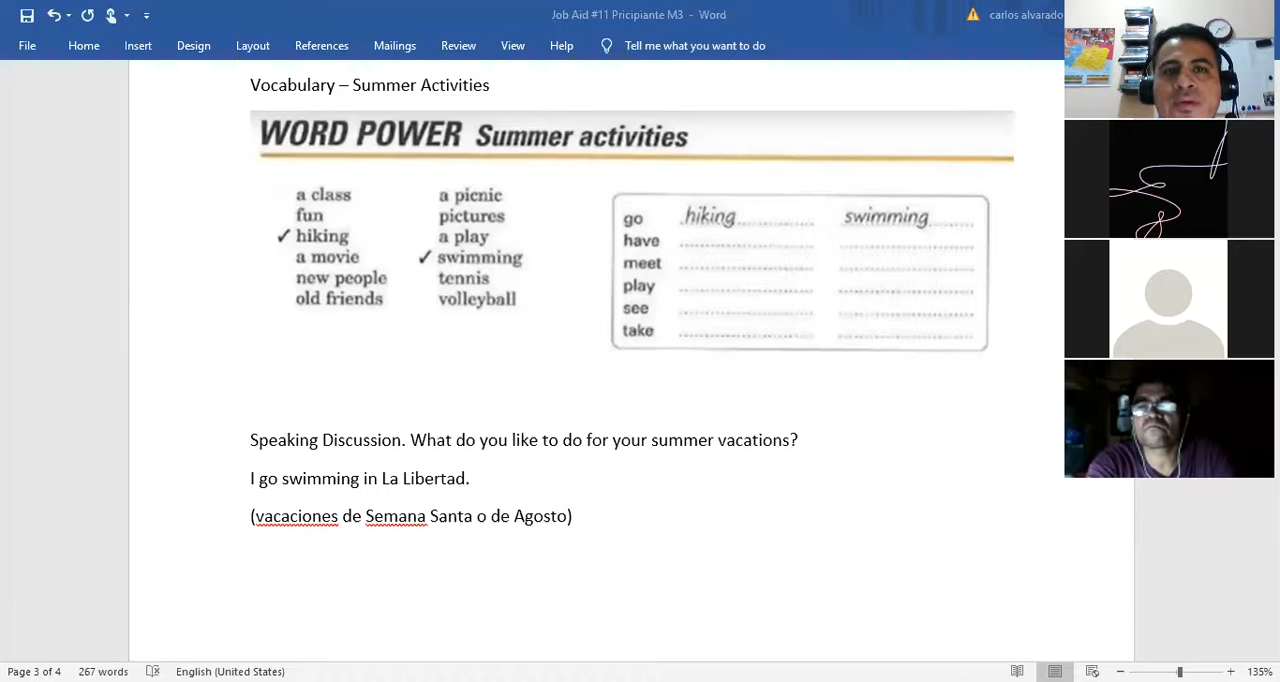 Job Aid #11 Pricipiante M3 - Word
carlos alvarado
File Home Insert Design Layout References Mailings Review View Help Tell me what you want to do
Vocabulary – Summer Activities
WORD POWER Summer activities
a class
fun
✓ hiking
a movie
new people
old friends
a picnic
pictures
a play
✓ swimming
tennis
volleyball
go hiking swimming
have
meet
play
see
take
Speaking Discussion. What do you like to do for your summer vacations?
I go swimming in La Libertad.
(vacaciones de Semana Santa o de Agosto)
Page 3 of 4 267 words English (United States) 135%